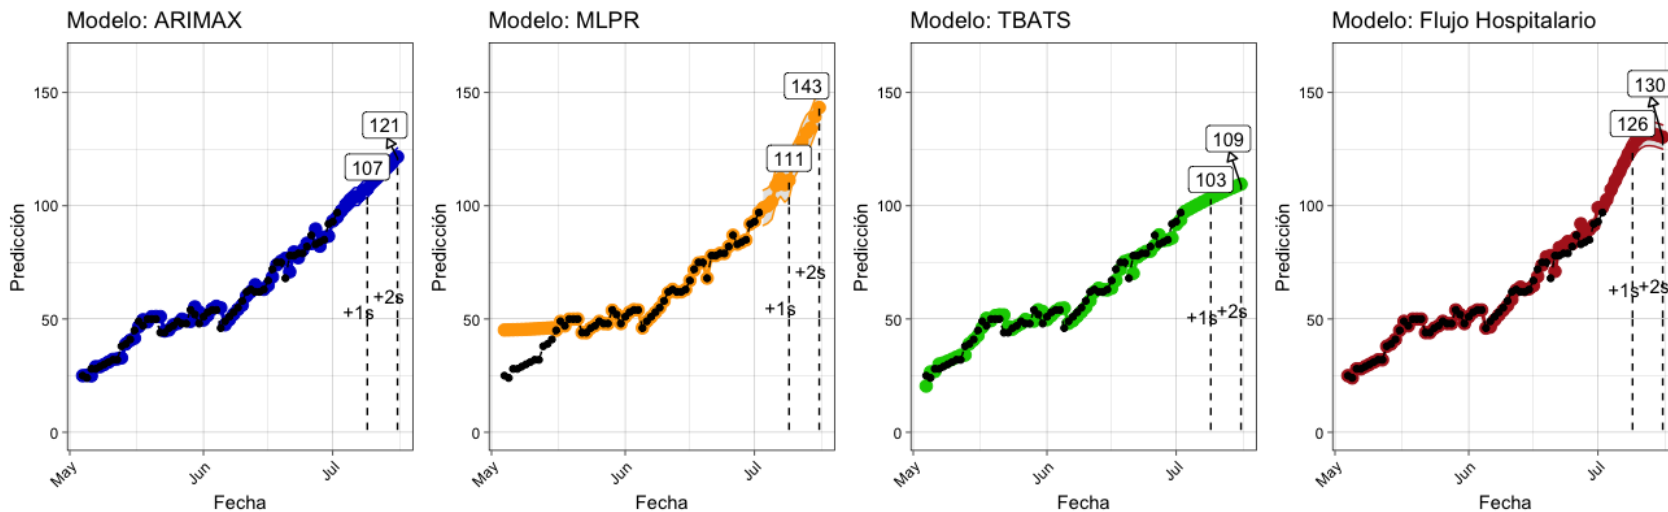 Modelo: ARIMAX
Predicción
150
100
50
0
121
107
+1s
+2s
May
Jun
Jul
Fecha
Modelo: MLPR
Predicción
150
100
50
0
143
111
+2s
+1s
May
Jun
Jul
Fecha
Modelo: TBATS
Predicción
150
100
50
0
109
103
+1s
+2s
May
Jun
Jul
Fecha
Modelo: Flujo Hospitalario
Predicción
150
100
50
0
130
126
+1s
+2s
May
Jun
Jul
Fecha